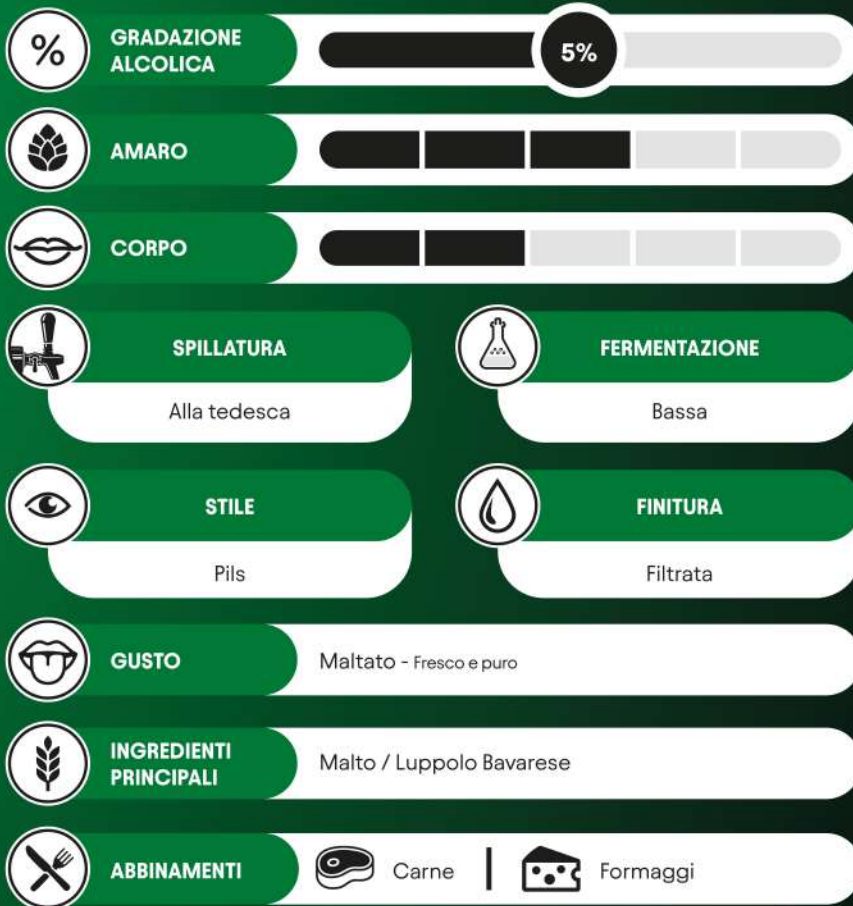 %
GRADAZIONE
ALCOLICA
5%
AMARO
CORPO
SPILLATURA
Alla tedesca
FERMENTAZIONE
Bassa
STILE
Pils
FINITURA
Filtrata
GUSTO
Maltato - Fresco e puro
INGREDIENTI
PRINCIPALI
Malto / Luppolo Bavarese
ABBINAMENTI
Carne | Formaggi